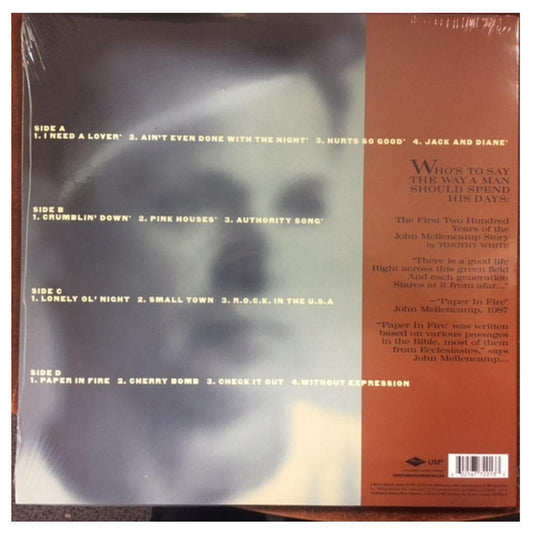 SIDE A
1. I NEED A LOVER* 2. AIN'T EVEN DONE WITH THE NIGHT* 3. HURTS SO GOOD* 4. JACK AND DIANE*
SIDE B
1. CRUMBLIN' DOWN* 2. PINK HOUSES* 3. AUTHORITY SONG*
SIDE C
1. LONELY OL' NIGHT 2. SMALL TOWN 3. R.O.C.K. IN THE U.S.A
SIDE D
1. PAPER IN FIRE 2. CHERRY BOMB 3. CHECK IT OUT 4.WITHOUT EXPRESSION
WHO'S TO SAY
THE WAY A MAN
SHOULD SPEND
HIS DAYS:
The First Two Hundred
Years of the
John Mellencamp Story
by TIMOTHY WHITE
"There is a good life
Right across this green field
And each generation
Stares at it from afar..."
—"Paper In Fire"
John Mellencamp, 1987
"'Paper In Fire' was written
based on various passages
in the Bible, most of them
from Ecclesiastes," says
John Mellencamp...
UMe